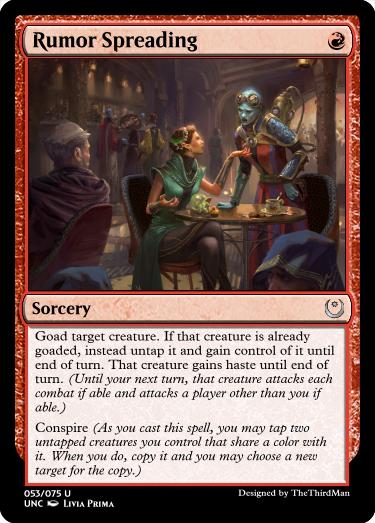 Rumor Spreading
Sorcery
Goad target creature. If that creature is already
goaded, instead untap it and gain control of it until
end of turn. That creature gains haste until end of
turn. (Until your next turn, that creature attacks each
combat if able and attacks a player other than you if
able.)
Conspire (As you cast this spell, you may tap two
untapped creatures you control that share a color with
it. When you do, copy it and you may choose a new
target for the copy.)
053/075 U
Designed by TheThirdMan
UNC Livia Prima